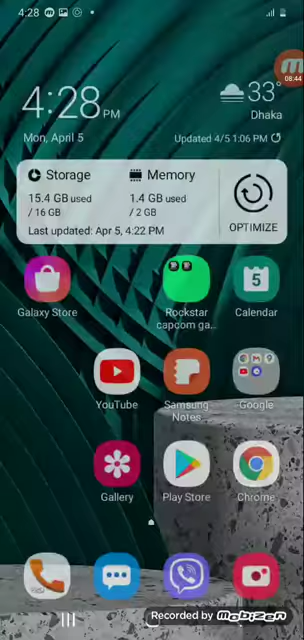 4:28
08:44
4:28 PM
33°
Dhaka
Mon, April 5
Updated 4/5 1:06 PM
Storage
Memory
15.4 GB used
/ 16 GB
1.4 GB used
/ 2 GB
Last updated: Apr 5, 4:22 PM
OPTIMIZE
5
Galaxy Store
Rockstar
capcom ga...
Calendar
YouTube
Samsung
Notes
Google
Gallery
Play Store
Chrome
Recorded by Mobizen